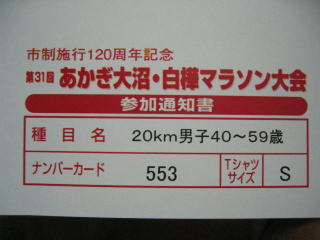 市制施行120周年記念
第31回 あかぎ大沼・白樺マラソン大会
参加通知書
種目名 20km男子40〜59歳
ナンバーカード 553 Tシャツサイズ S